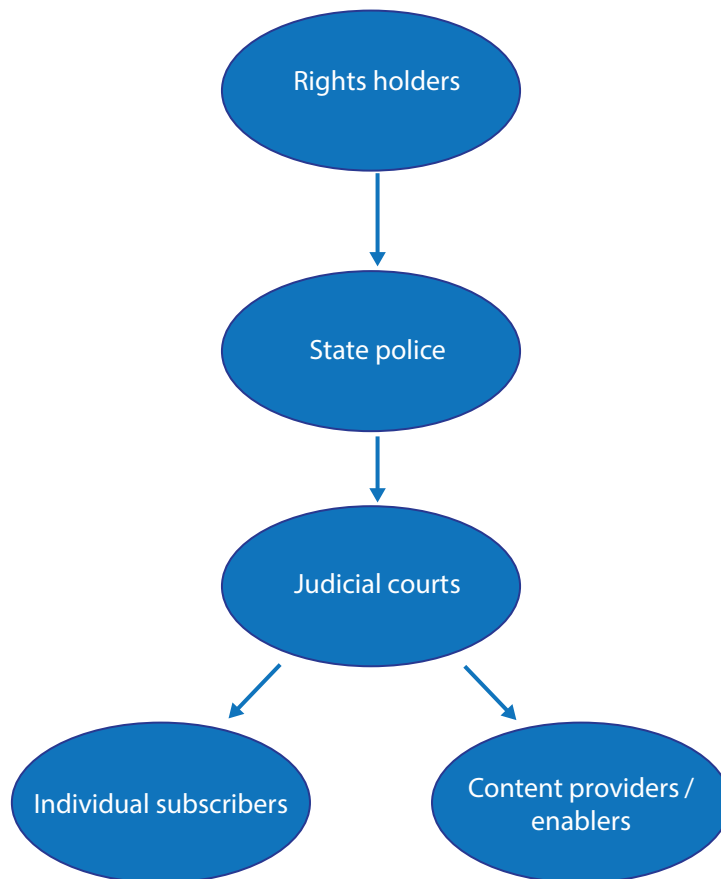 Rights holders
State police
Judicial courts
Individual subscribers
Content providers /
enablers